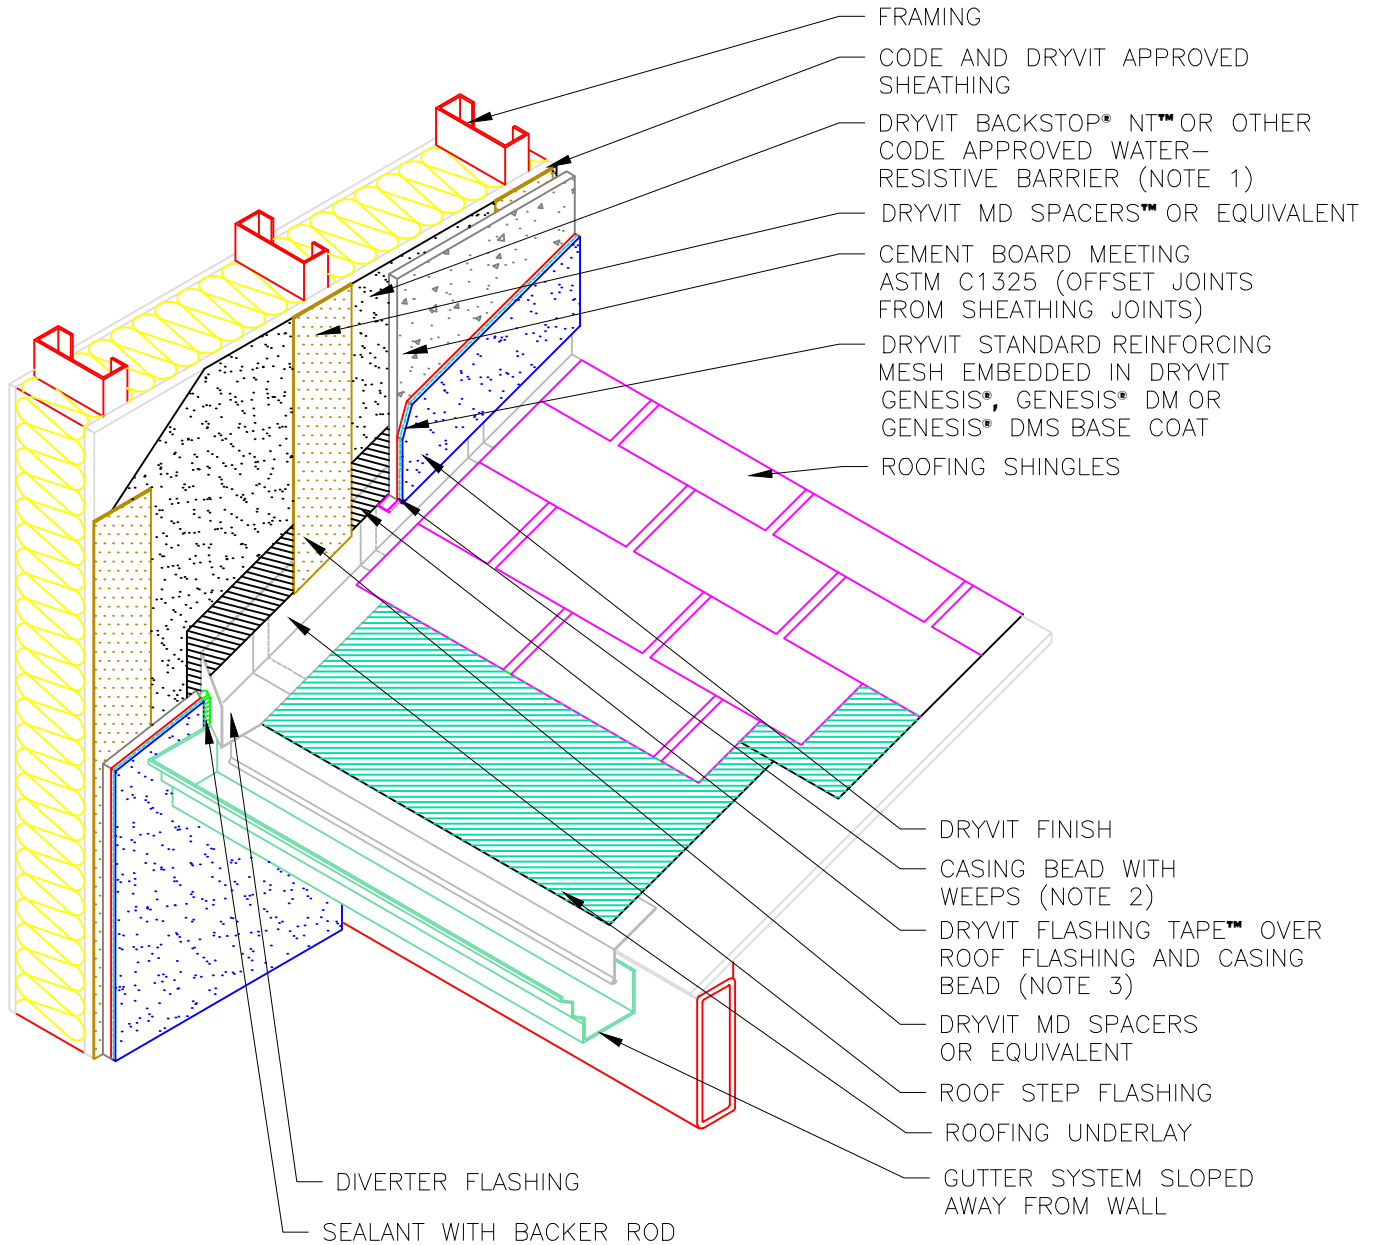 FRAMING
CODE AND DRYVIT APPROVED
SHEATHING
DRYVIT BACKSTOP® NT™ OR OTHER
CODE APPROVED WATER-
RESISTIVE BARRIER (NOTE 1)
DRYVIT MD SPACERS™ OR EQUIVALENT
CEMENT BOARD MEETING
ASTM C1325 (OFFSET JOINTS
FROM SHEATHING JOINTS)
DRYVIT STANDARD REINFORCING
MESH EMBEDDED IN DRYVIT
GENESIS®, GENESIS® DM OR
GENESIS® DMS BASE COAT
ROOFING SHINGLES
DRYVIT FINISH
CASING BEAD WITH
WEEPS (NOTE 2)
DRYVIT FLASHING TAPE™ OVER
ROOF FLASHING AND CASING
BEAD (NOTE 3)
DRYVIT MD SPACERS
OR EQUIVALENT
ROOF STEP FLASHING
ROOFING UNDERLAY
GUTTER SYSTEM SLOPED
AWAY FROM WALL
DIVERTER FLASHING
SEALANT WITH BACKER ROD